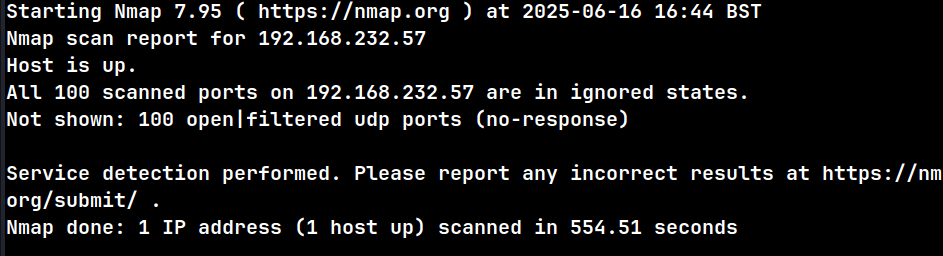 Starting Nmap 7.95 ( https://nmap.org ) at 2025-06-16 16:44 BST
Nmap scan report for 192.168.232.57
Host is up.
All 100 scanned ports on 192.168.232.57 are in ignored states.
Not shown: 100 open|filtered udp ports (no-response)
Service detection performed. Please report any incorrect results at https://nm
org/submit/ .
Nmap done: 1 IP address (1 host up) scanned in 554.51 seconds